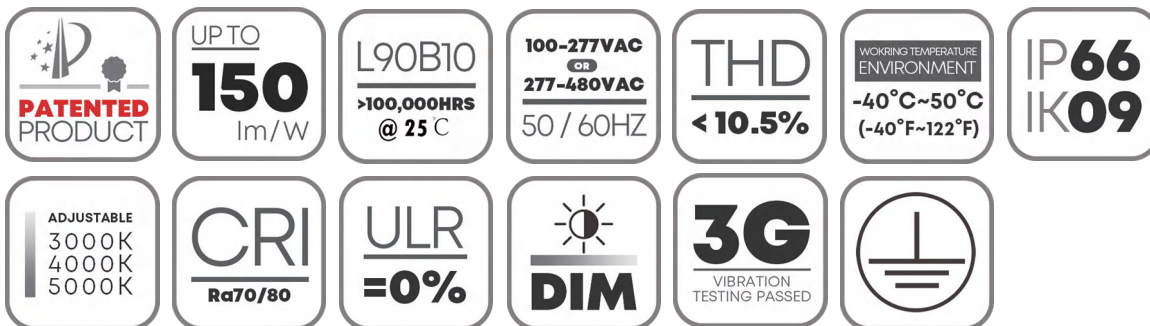 PATENTED
PRODUCT
UP TO
150
lm/W
L90B10
>100,000HRS
@ 25℃
100-277VAC
OR
277-480VAC
50 / 60HZ
THD
< 10.5%
WOKRING TEMPERATURE
ENVIRONMENT
-40°C~50°C
(-40°F~122°F)
IP66
IK09
ADJUSTABLE
3000K
4000K
5000K
CRI
Ra70/80
ULR
=0%
DIM
3G
VIBRATION
TESTING PASSED